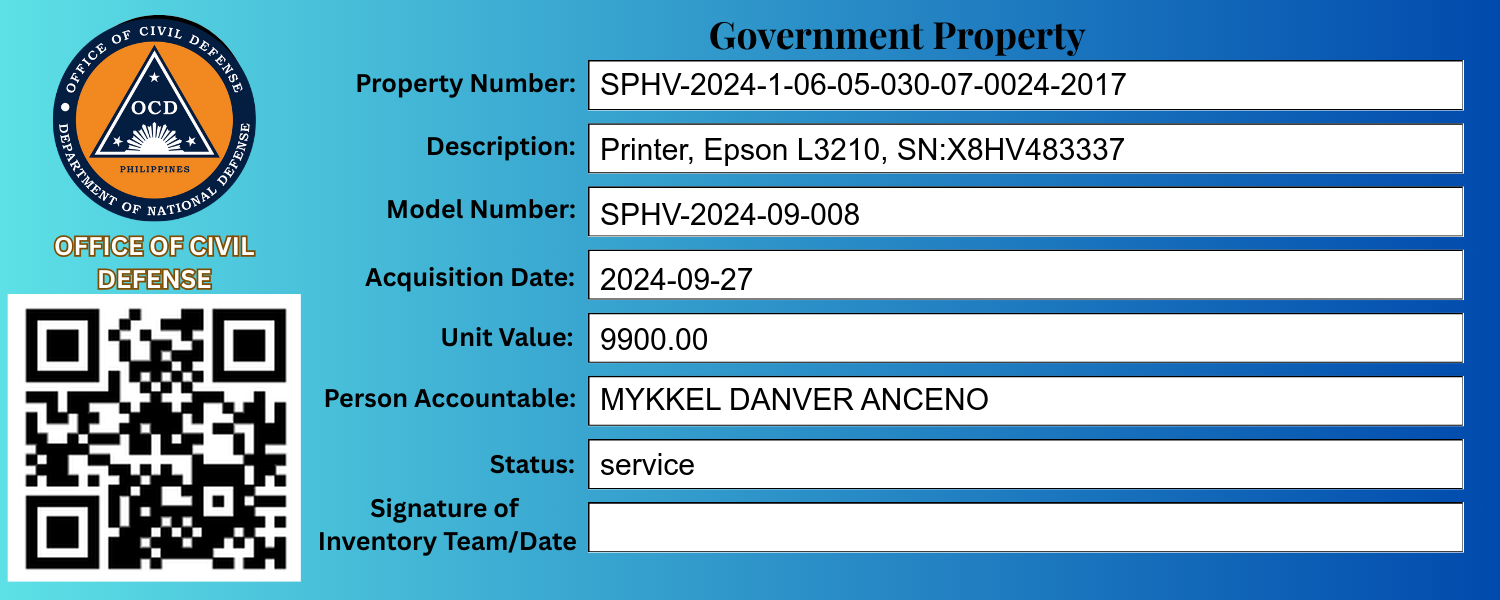 OFFICE OF CIVIL DEFENSE
OCD
PHILIPPINES
DEPARTMENT OF NATIONAL DEFENSE
OFFICE OF CIVIL
DEFENSE
Government Property
Property Number: SPHV-2024-1-06-05-030-07-0024-2017
Description: Printer, Epson L3210, SN:X8HV483337
Model Number: SPHV-2024-09-008
Acquisition Date: 2024-09-27
Unit Value: 9900.00
Person Accountable: MYKKEL DANVER ANCENO
Status: service
Signature of
Inventory Team/Date